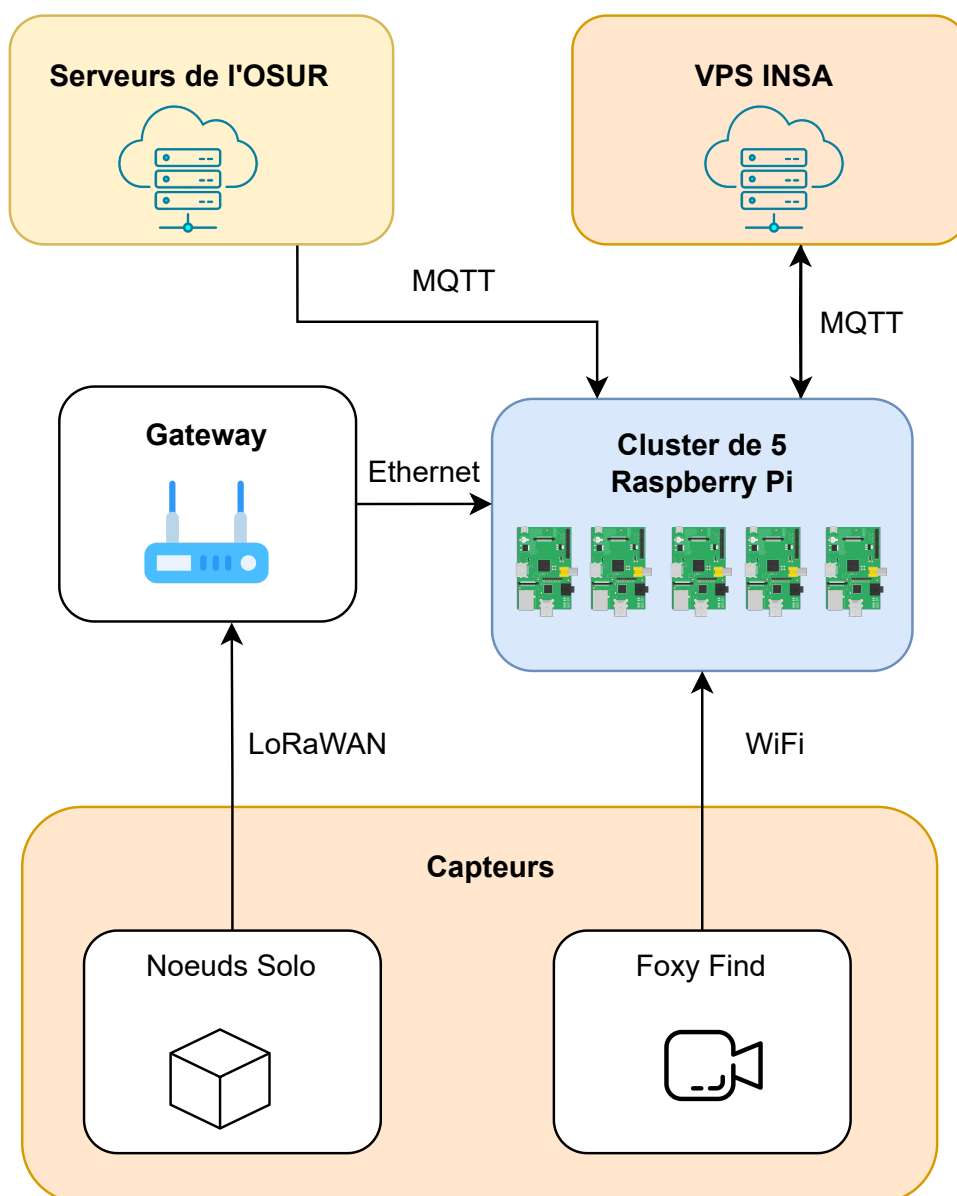 Serveurs de l'OSUR
VPS INSA
MQTT
MQTT
Gateway
Ethernet
Cluster de 5
Raspberry Pi
LoRaWAN
WiFi
Capteurs
Noeuds Solo
Foxy Find